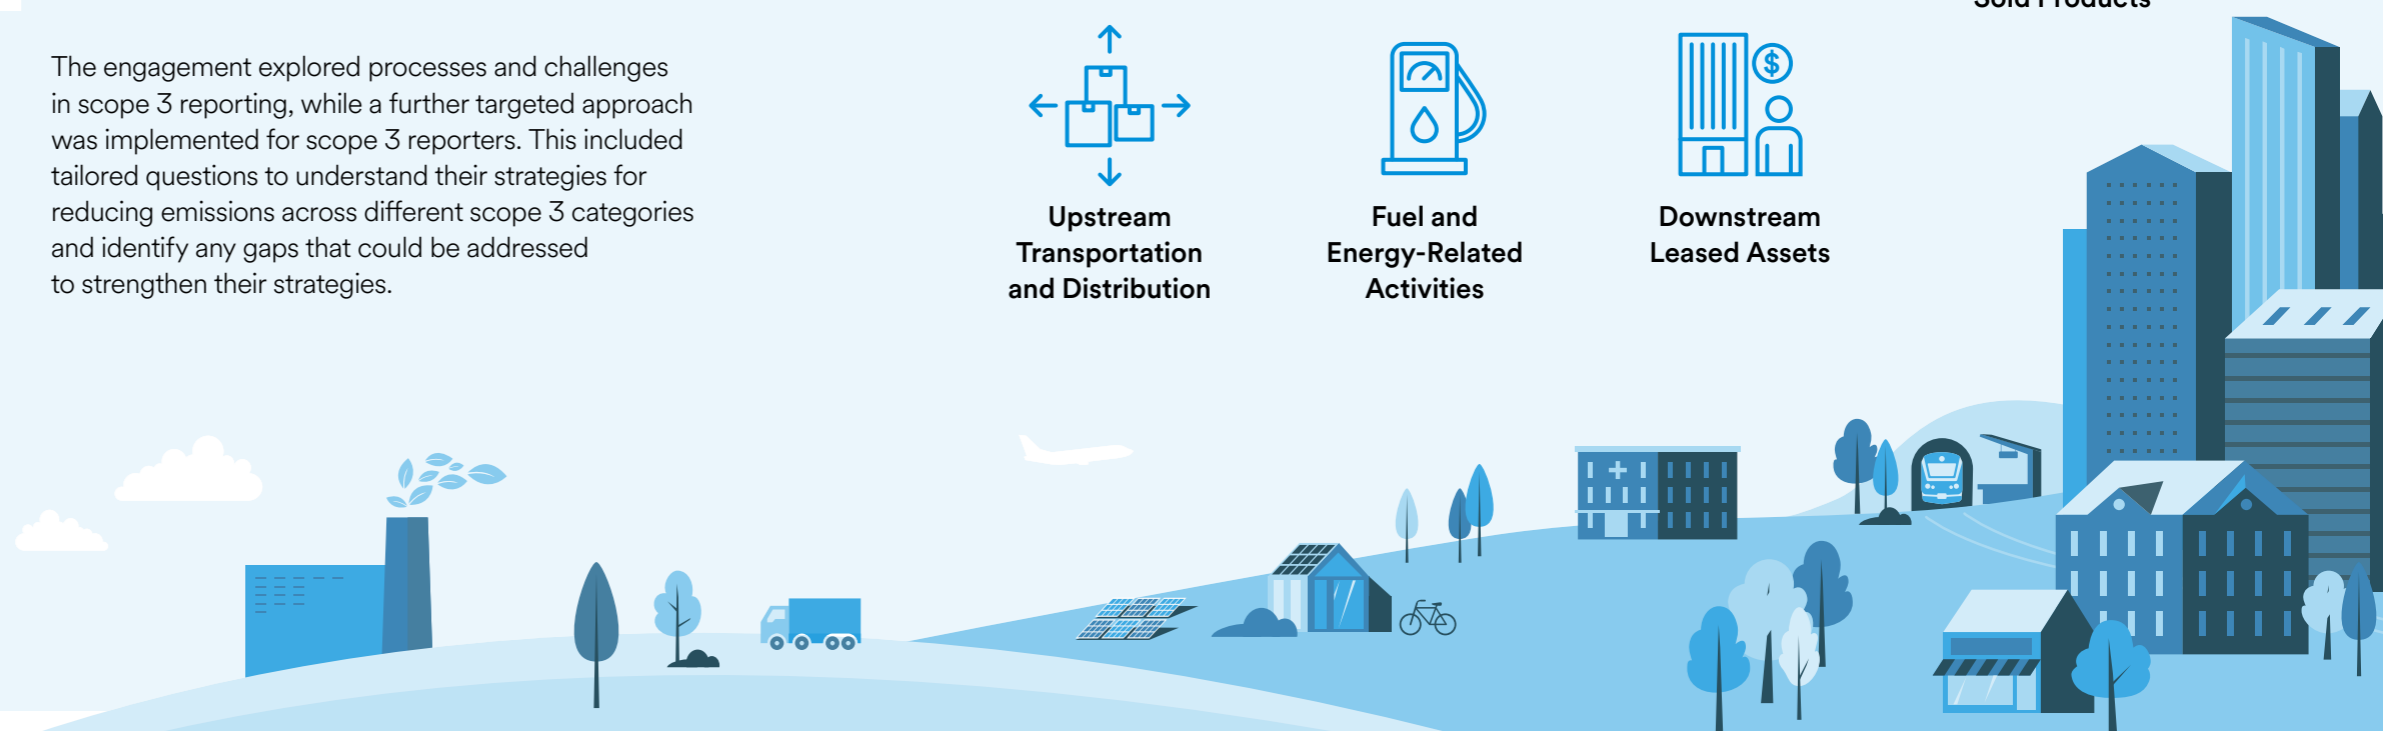 Sold Products
The engagement explored processes and challenges
in scope 3 reporting, while a further targeted approach
was implemented for scope 3 reporters. This included
tailored questions to understand their strategies for
reducing emissions across different scope 3 categories
and identify any gaps that could be addressed
to strengthen their strategies.
$
Upstream
Transportation
and Distribution
Fuel and
Energy-Related
Activities
Downstream
Leased Assets